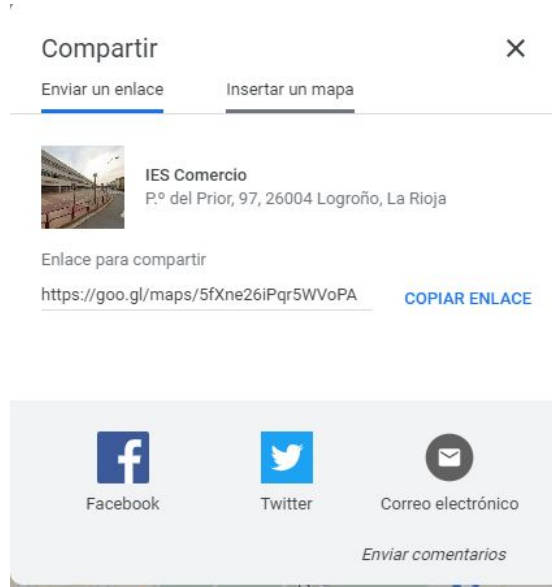 Compartir
Enviar un enlace Insertar un mapa
IES Comercio
P.º del Prior, 97, 26004 Logroño, La Rioja
Enlace para compartir
https://goo.gl/maps/5fXne26iPqr5WVoPA COPIAR ENLACE
Facebook Twitter Correo electrónico
Enviar comentarios